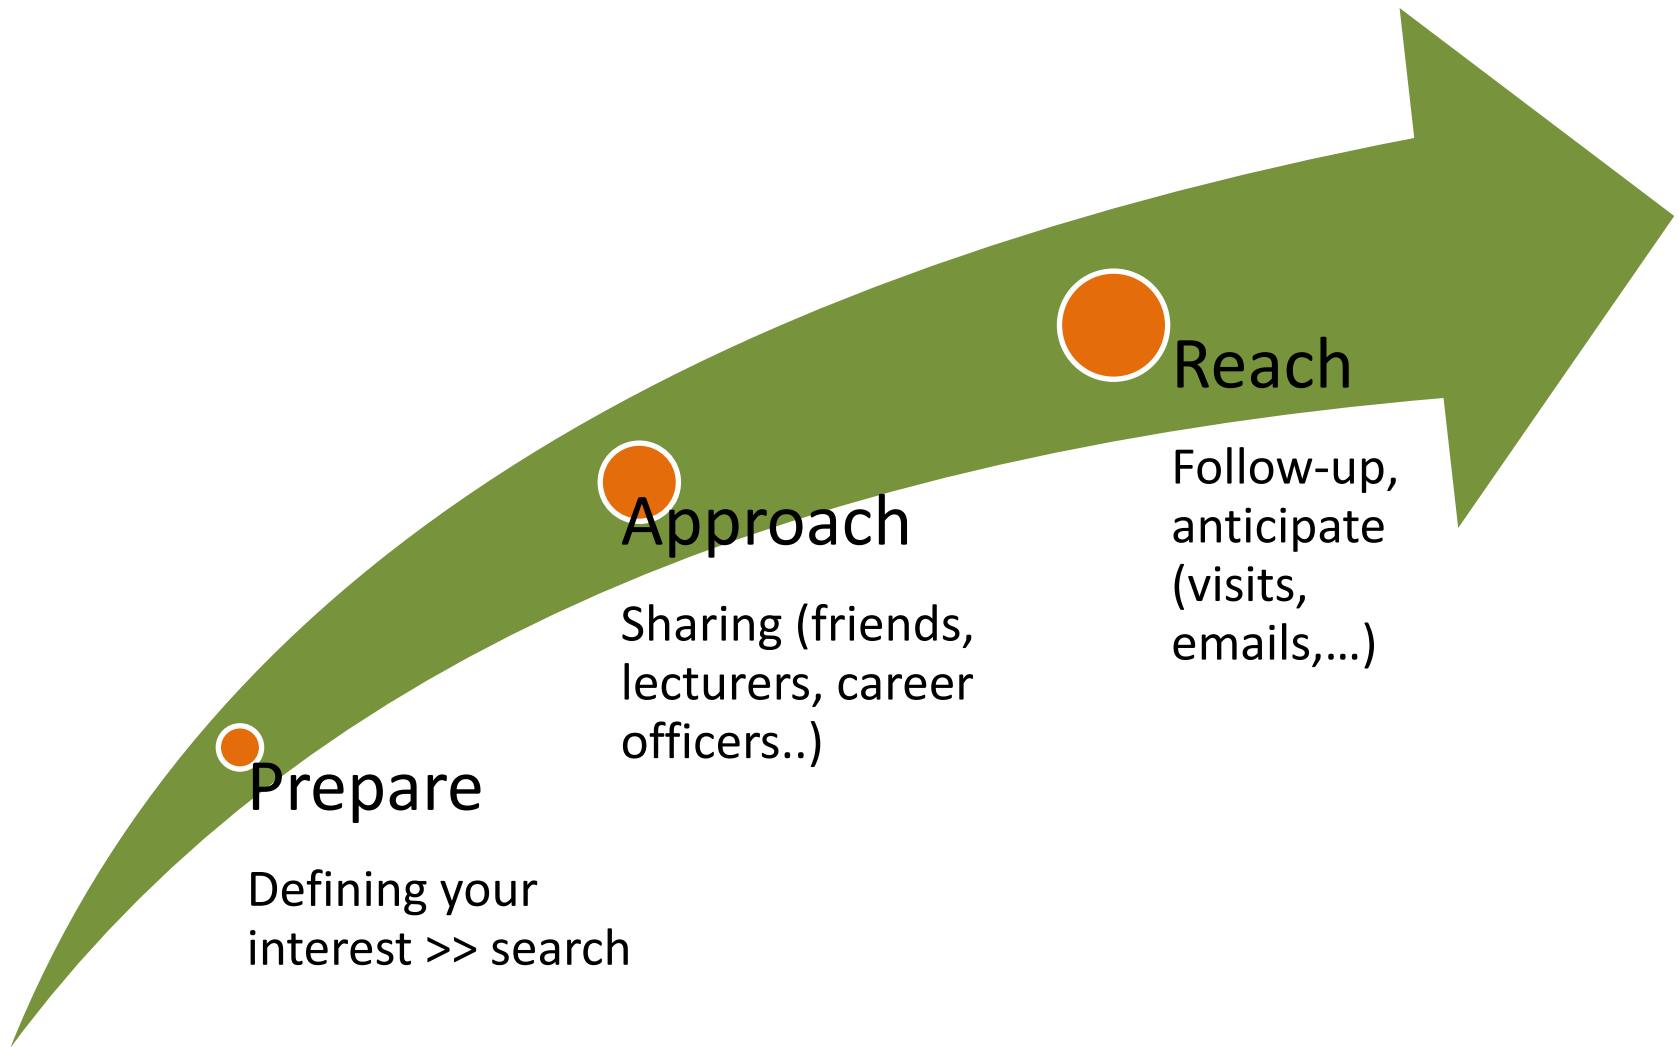 Prepare
Defining your
interest >> search
Approach
Sharing (friends,
lecturers, career
officers..)
Reach
Follow-up,
anticipate
(visits,
emails,...)